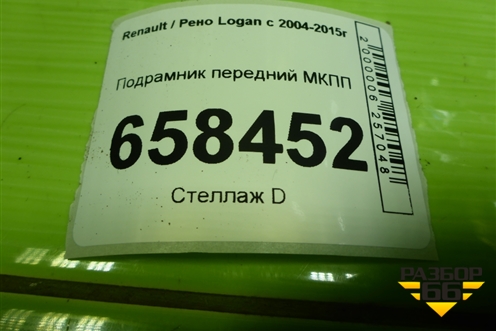 Renault / Рено Logan с 2004-2015г
Подрамник передний МКПП
658452
Стеллаж D
2000006257048
РАЗБОР
66